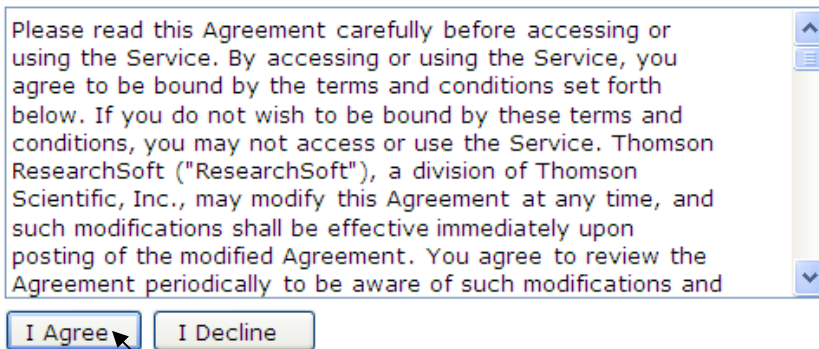 Please read this Agreement carefully before accessing or
using the Service. By accessing or using the Service, you
agree to be bound by the terms and conditions set forth
below. If you do not wish to be bound by these terms and
conditions, you may not access or use the Service. Thomson
ResearchSoft ("ResearchSoft"), a division of Thomson
Scientific, Inc., may modify this Agreement at any time, and
such modifications shall be effective immediately upon
posting of the modified Agreement. You agree to review the
Agreement periodically to be aware of such modifications and
I Agree I Decline